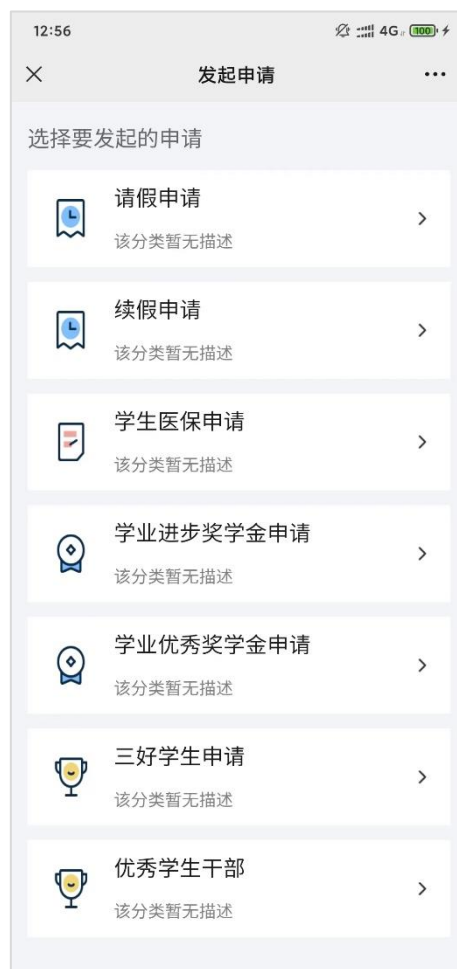 12:56
4G
100
发起申请
选择要发起的申请
请假申请
该分类暂无描述
续假申请
该分类暂无描述
学生医保申请
该分类暂无描述
学业进步奖学金申请
该分类暂无描述
学业优秀奖学金申请
该分类暂无描述
三好学生申请
该分类暂无描述
优秀学生干部
该分类暂无描述